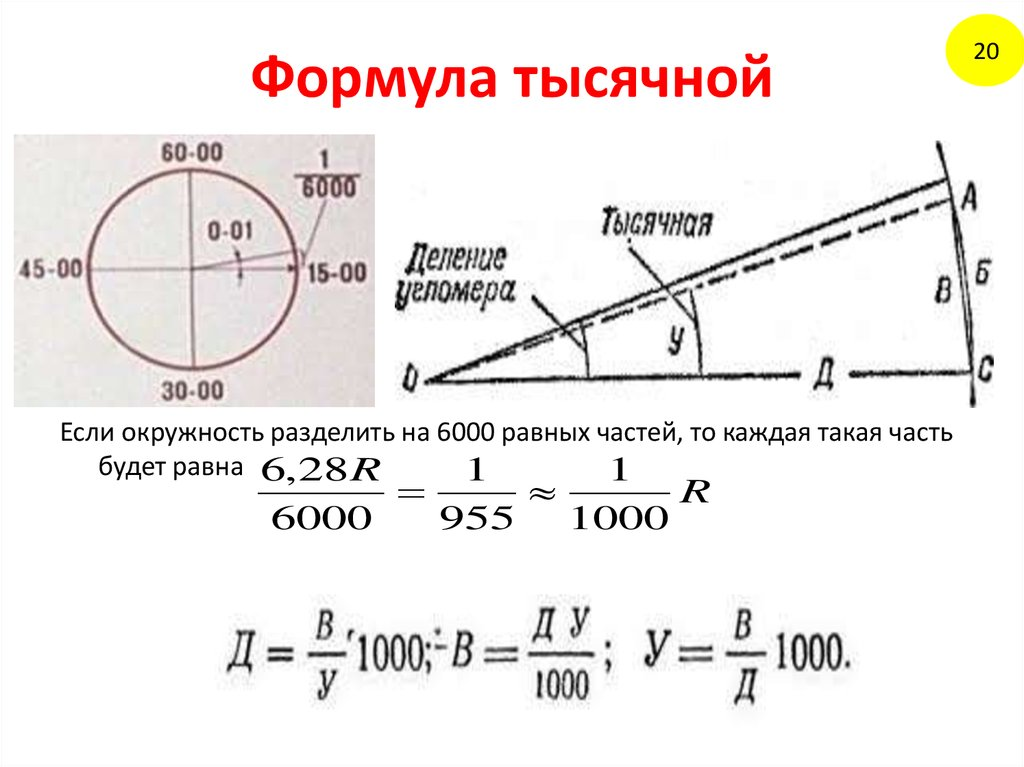 20
Формула тысячной
60-00
1
6000
0-01
45-00
15-00
30-00
Тысячная
Деление
угломера
А
Б
В
У
О
Д
С
Если окружность разделить на 6000 равных частей, то каждая такая часть
будет равна 6,28R/6000 = 1/955 ≈ 1/1000 R
Д = В/У 1000; В = Д У/1000; У = В/Д 1000.